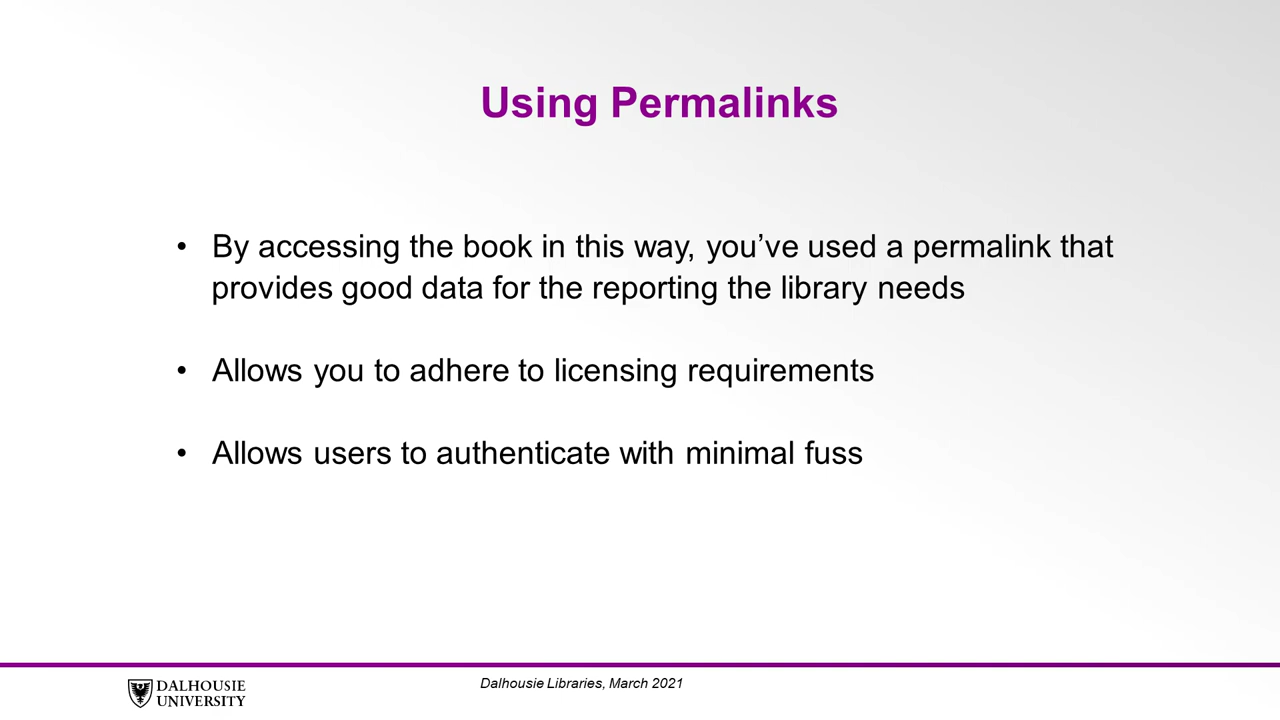 Using Permalinks
• By accessing the book in this way, you’ve used a permalink that
provides good data for the reporting the library needs
• Allows you to adhere to licensing requirements
• Allows users to authenticate with minimal fuss
DALHOUSIE
UNIVERSITY
Dalhousie Libraries, March 2021